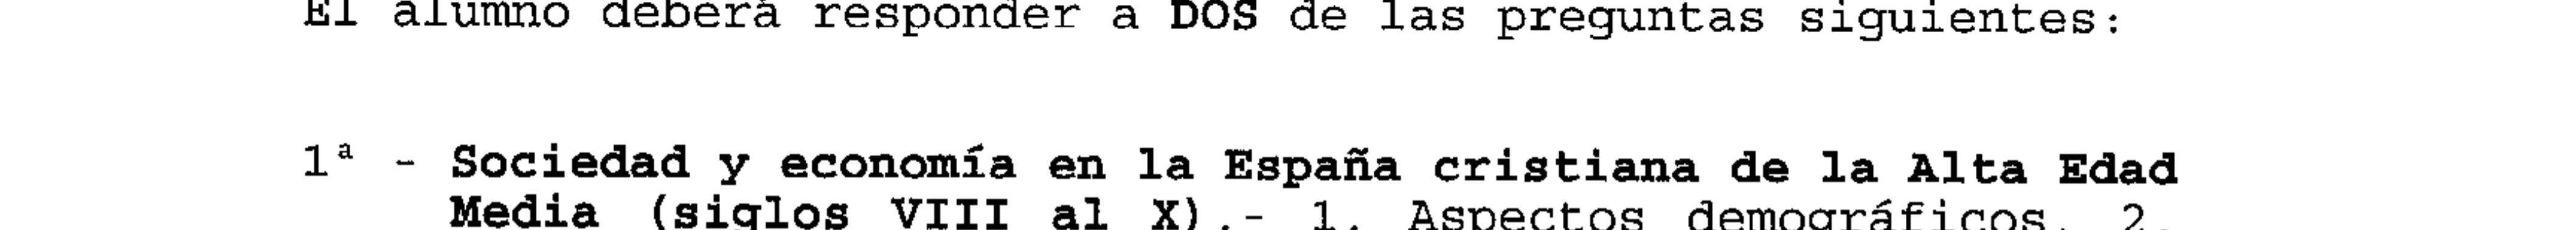 El alumno deberá responder a DOS de las preguntas siguientes:
1ª - Sociedad y economía en la España cristiana de la Alta Edad
Media (siglos VIII al X).- 1. Aspectos demográficos. 2.